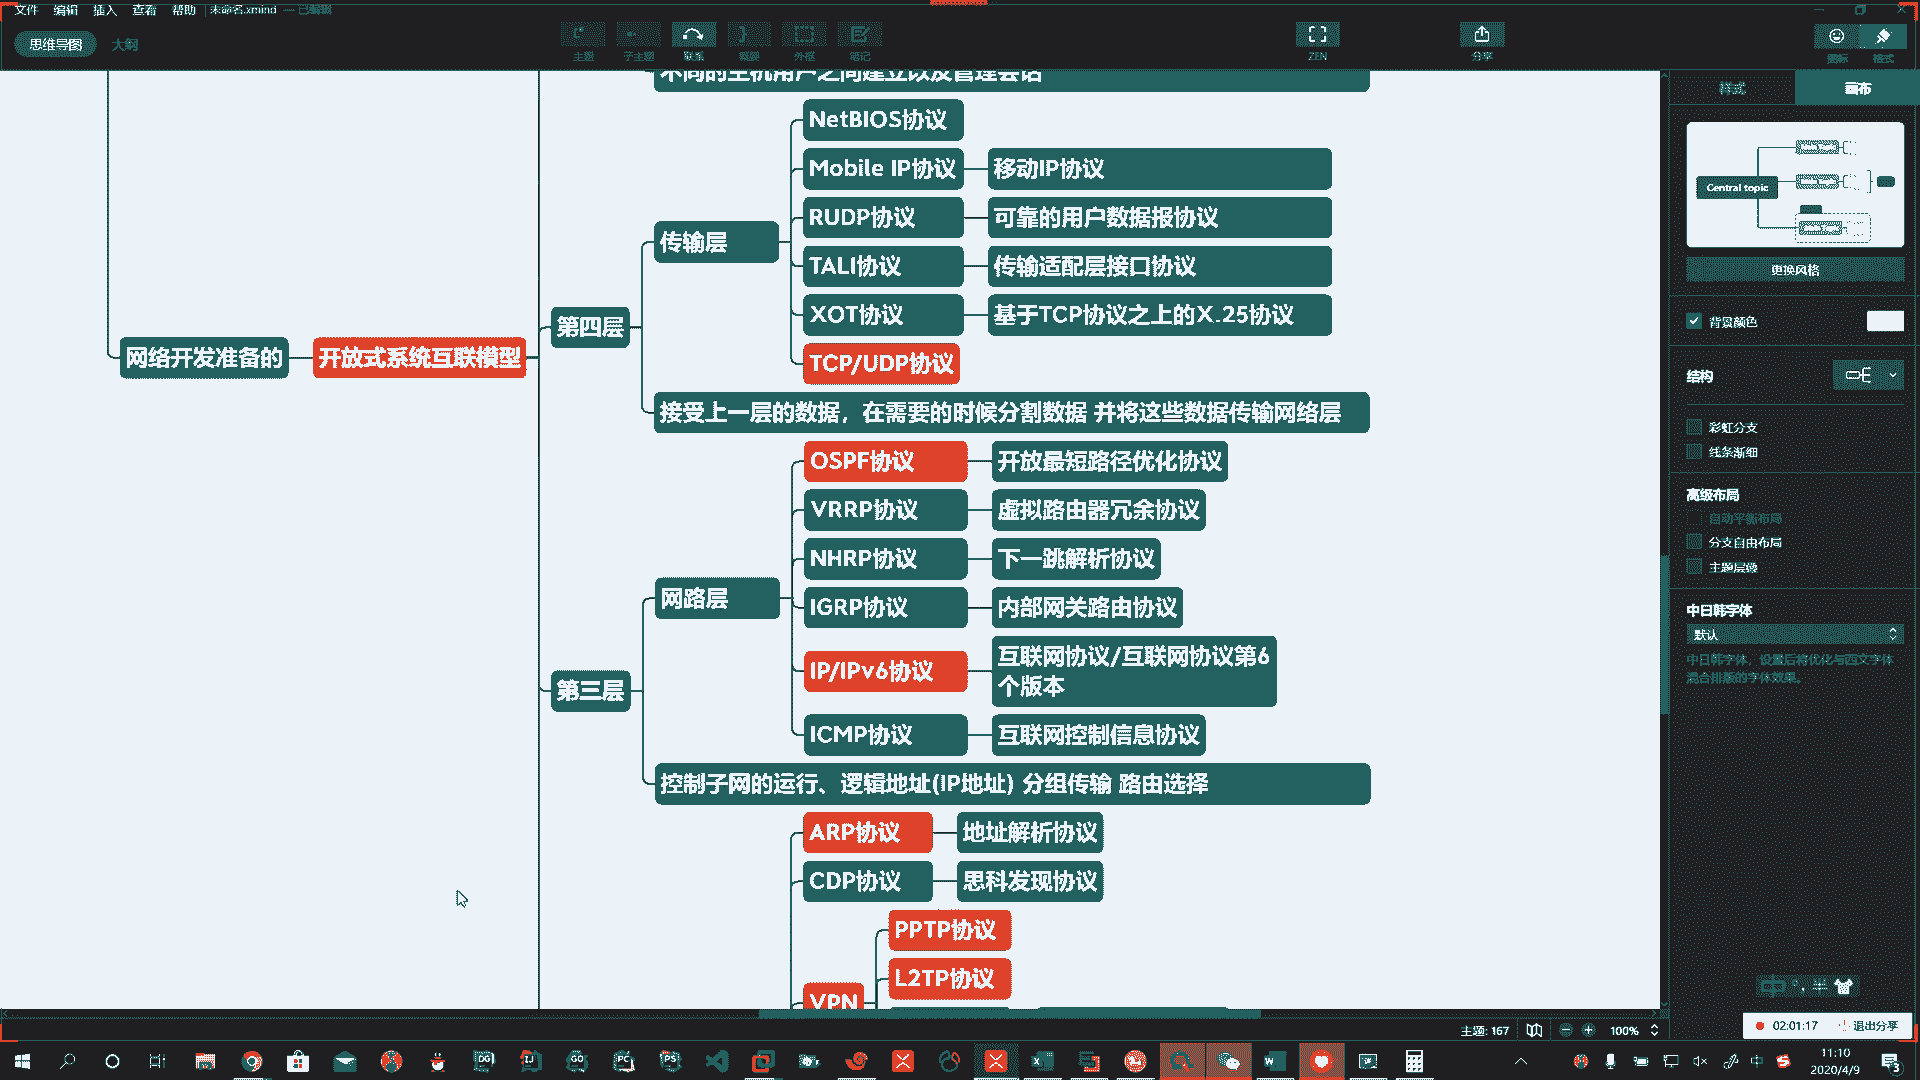 文件 编辑 插入 查看 帮助 未命名.xmind — 已编辑
思维导图 大纲
主题 子主题 联系 概要 外框 笔记 ZEN 分享 图标 格式
不同的主机用户之间建立以及管理会话
NetBIOS协议
Mobile IP协议 移动IP协议
RUDP协议 可靠的用户数据报协议
传输层
TALI协议 传输适配层接口协议
XOT协议 基于TCP协议之上的X.25协议
第四层
网络开发准备的 开放式系统互联模型
TCP/UDP协议
接受上一层的数据，在需要的时候分割数据 并将这些数据传输网络层
OSPF协议 开放最短路径优化协议
VRRP协议 虚拟路由器冗余协议
NHRP协议 下一跳解析协议
网路层
IGRP协议 内部网关路由协议
IP/IPv6协议 互联网协议/互联网协议第6
个版本
第三层
ICMP协议 互联网控制信息协议
控制子网的运行、逻辑地址(IP地址) 分组传输 路由选择
ARP协议 地址解析协议
CDP协议 思科发现协议
PPTP协议
L2TP协议
VPN
样式 画布
Central topic
更换风格
背景颜色
结构
彩虹分支
线条渐细
高级布局
自动平衡布局
分支自由布局
主题层叠
中日韩字体
默认
中日韩字体，设置后将优化与西文字体
混合排版的字体效果。
主题: 167 100%
02:01:17 退出分享
DG IJ GO PC PS
中
11:10
2020/4/9
3